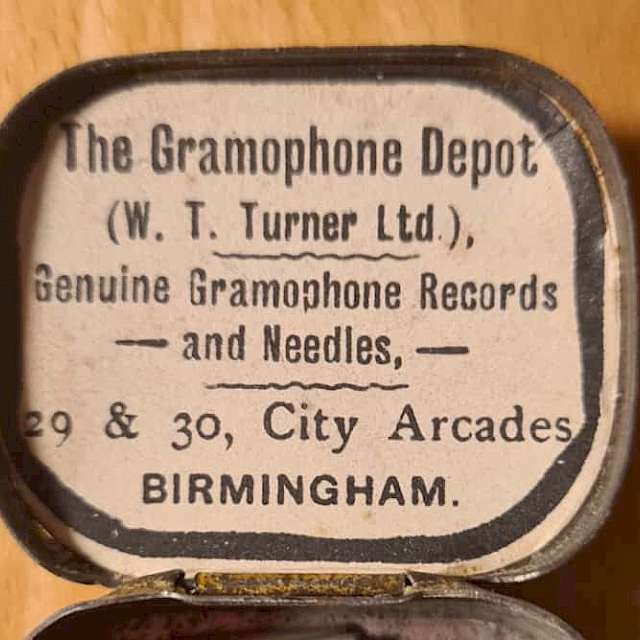 The Gramophone Depot
(W. T. Turner Ltd.),
Genuine Gramophone Records
— and Needles, —
29 & 30, City Arcades
BIRMINGHAM.